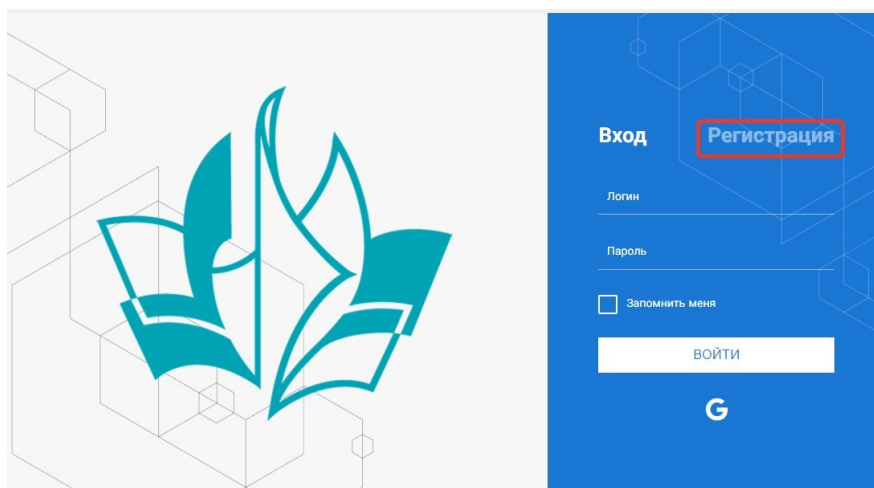 Вход Регистрация
Логин
Пароль
Запомнить меня
ВОЙТИ
G